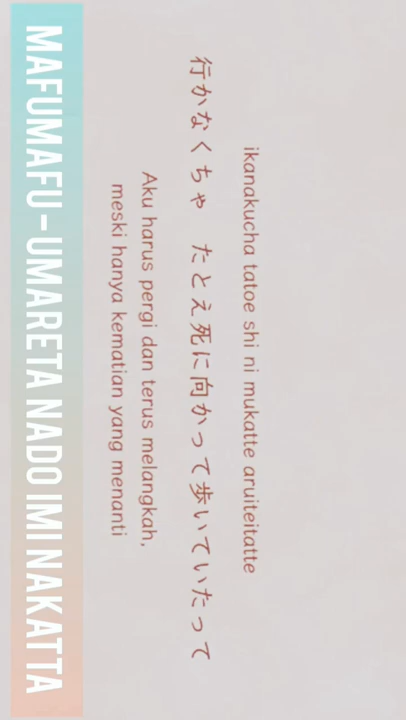 ikanakucha tatoe shi ni mukatte aruiteitatte
行かなくちゃ たとえ死に向かって歩いていたって
Aku harus pergi dan terus melangkah,
meski hanya kematian yang menanti
MAFUMAFU - UMARETA NADO IMI NAKATTA